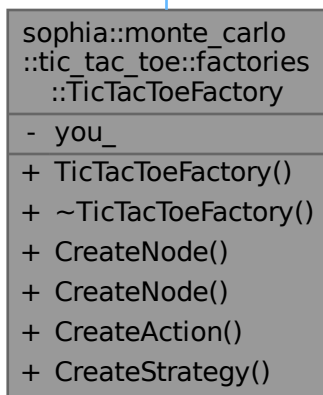 sophia::monte_carlo
::tic_tac_toe::factories
::TicTacToeFactory
- you_
+ TicTacToeFactory()
+ ~TicTacToeFactory()
+ CreateNode()
+ CreateNode()
+ CreateAction()
+ CreateStrategy()